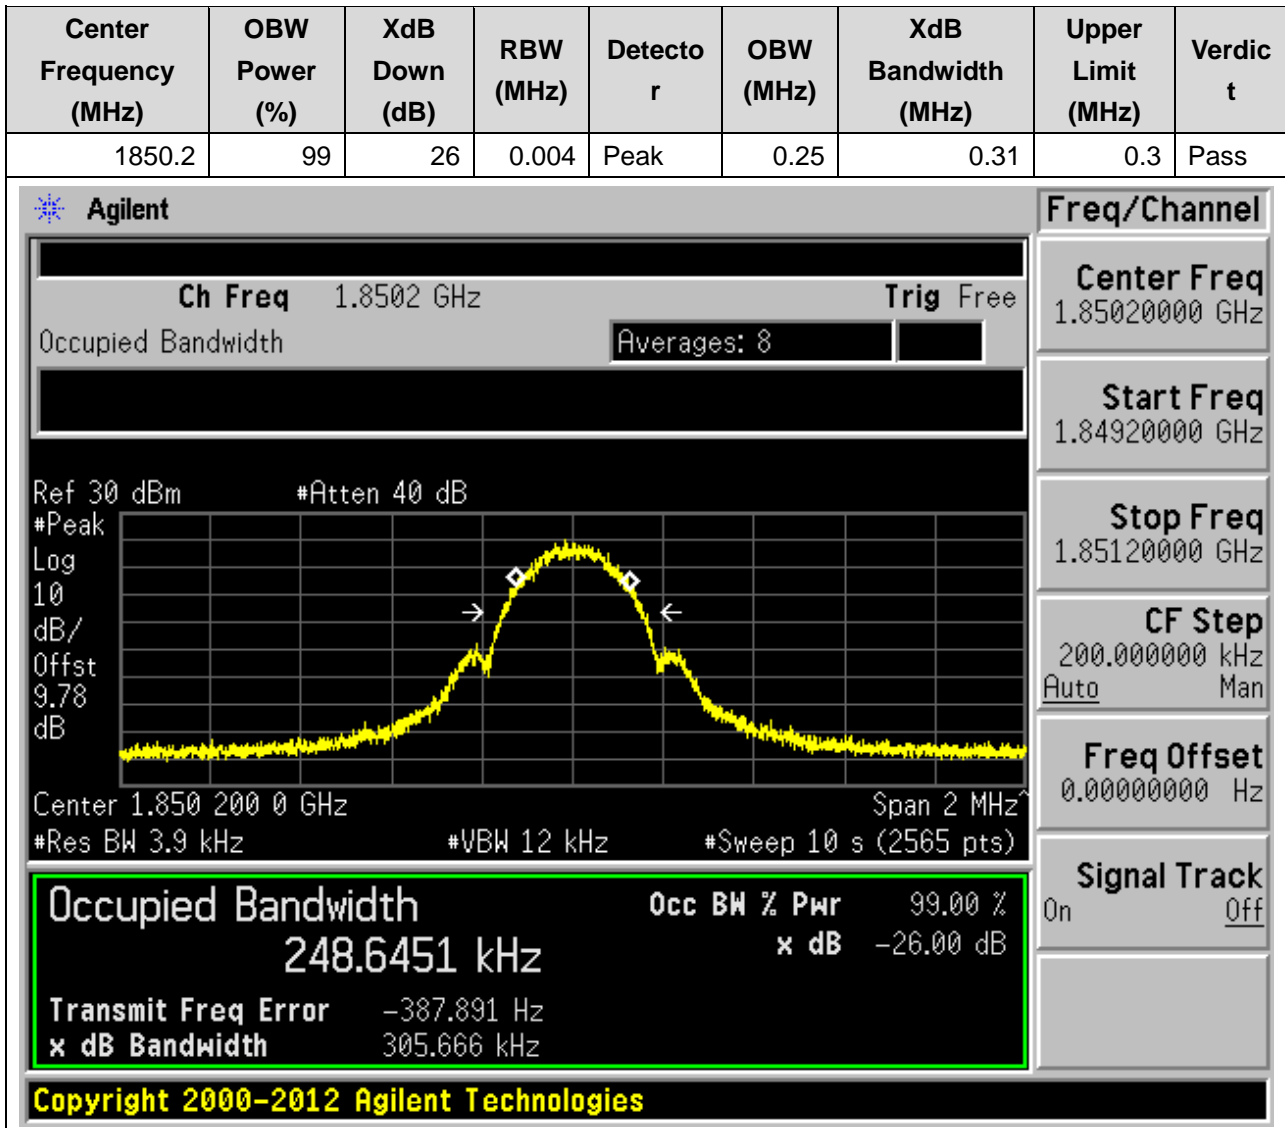 Center Frequency (MHz) OBW Power (%) XdB Down (dB) RBW (MHz) Detecto r OBW (MHz) XdB Bandwidth (MHz) Upper Limit (MHz) Verdic t
1850.2 99 26 0.004 Peak 0.25 0.31 0.3 Pass
Agilent
Freq/Channel
Ch Freq 1.8502 GHz Trig Free
Occupied Bandwidth Averages: 8
Center Freq
1.85020000 GHz
Start Freq
1.84920000 GHz
Stop Freq
1.85120000 GHz
CF Step
200.000000 kHz
Auto Man
Freq Offset
0.00000000 Hz
Signal Track
On Off
Ref 30 dBm #Atten 40 dB
#Peak
Log
10
dB/
Offst
9.78
dB
Center 1.850 200 0 GHz Span 2 MHz^
#Res BW 3.9 kHz #VBW 12 kHz #Sweep 10 s (2565 pts)
Occupied Bandwidth Occ BW % Pwr 99.00 %
248.6451 kHz x dB -26.00 dB
Transmit Freq Error -387.891 Hz
x dB Bandwidth 305.666 kHz
Copyright 2000-2012 Agilent Technologies